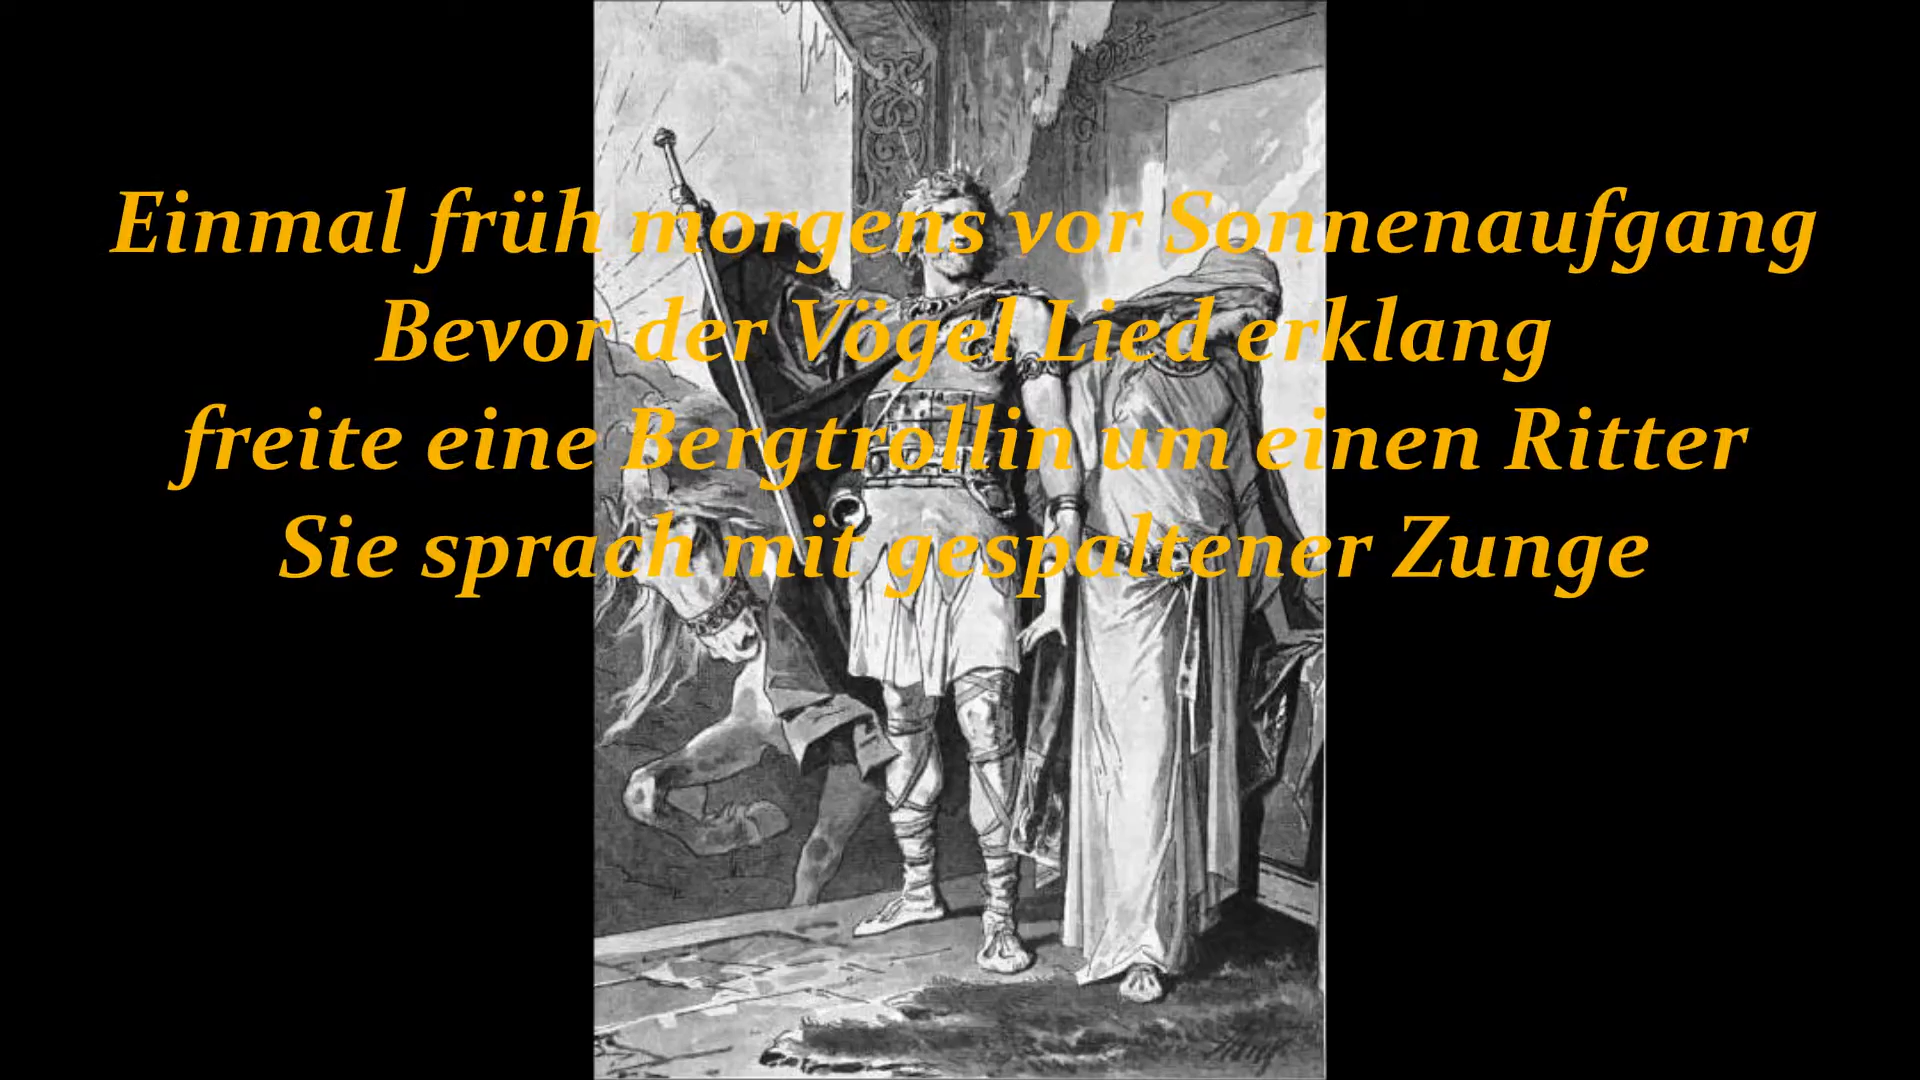 Einmal früh morgens vor Sonnenaufgang
Bevor der Vögel Lied erklang
freite eine Bergtrollin um einen Ritter
Sie sprach mit gespaltener Zunge